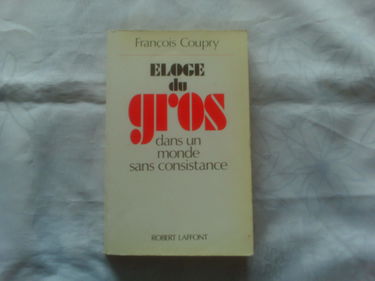 François Coupry
ELOGE
du
gros
dans un
monde
sans consistance
ROBERT LAFFONT